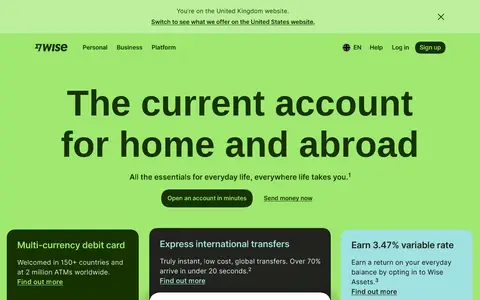 You're on the United Kingdom website.
Switch to see what we offer on the United States website.
WISE
Personal Business Platform
EN Help Log in Sign up
The current account
for home and abroad
All the essentials for everyday life, everywhere life takes you.1
Open an account in minutes Send money now
Multi-currency debit card
Welcomed in 150+ countries and
at 2 million ATMs worldwide.
Find out more
Express international transfers
Truly instant, low cost, global transfers. Over 70%
arrive in under 20 seconds.2
Find out more
Earn 3.47% variable rate
Earn a return on your everyday
balance by opting in to Wise
Assets.3
Find out more